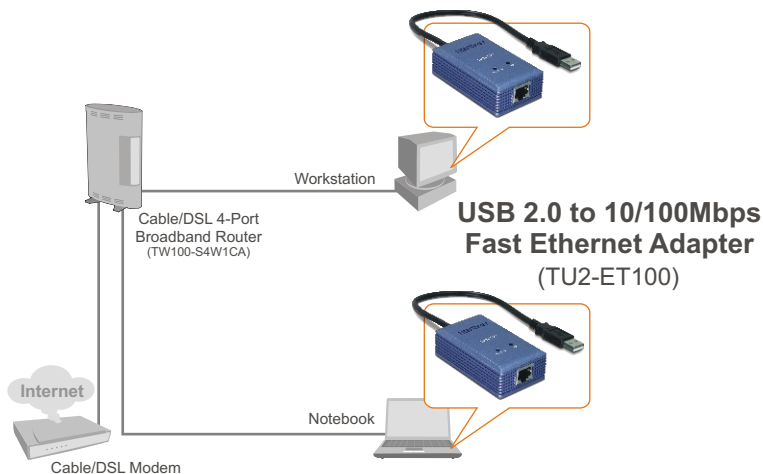 Workstation
Cable/DSL 4-Port
Broadband Router
(TW100-S4W1CA)
USB 2.0 to 10/100Mbps
Fast Ethernet Adapter
(TU2-ET100)
Internet
Notebook
Cable/DSL Modem